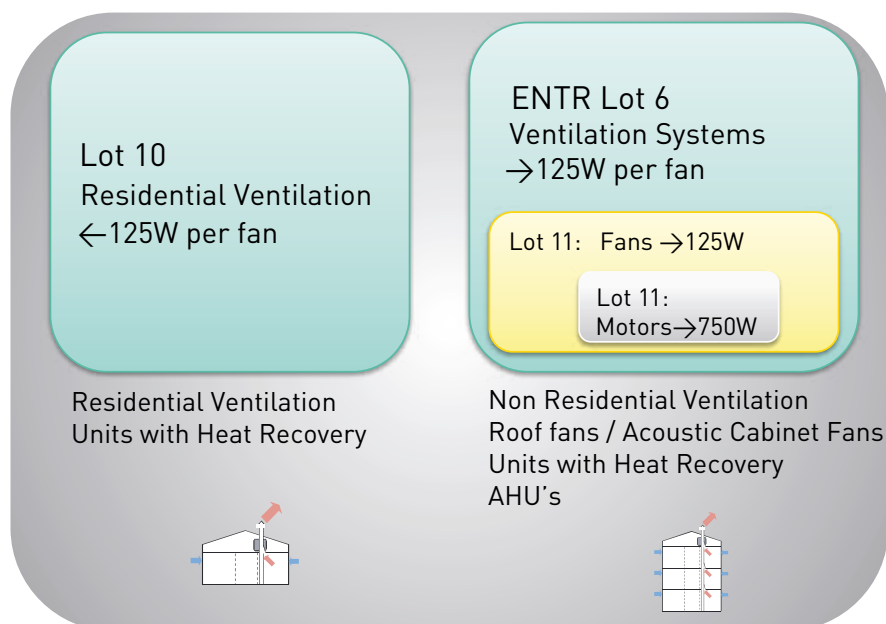 Lot 10
Residential Ventilation
←125W per fan
ENTR Lot 6
Ventilation Systems
→125W per fan
Lot 11: Fans →125W
Lot 11:
Motors→750W
Residential Ventilation
Units with Heat Recovery
Non Residential Ventilation
Roof fans / Acoustic Cabinet Fans
Units with Heat Recovery
AHU's